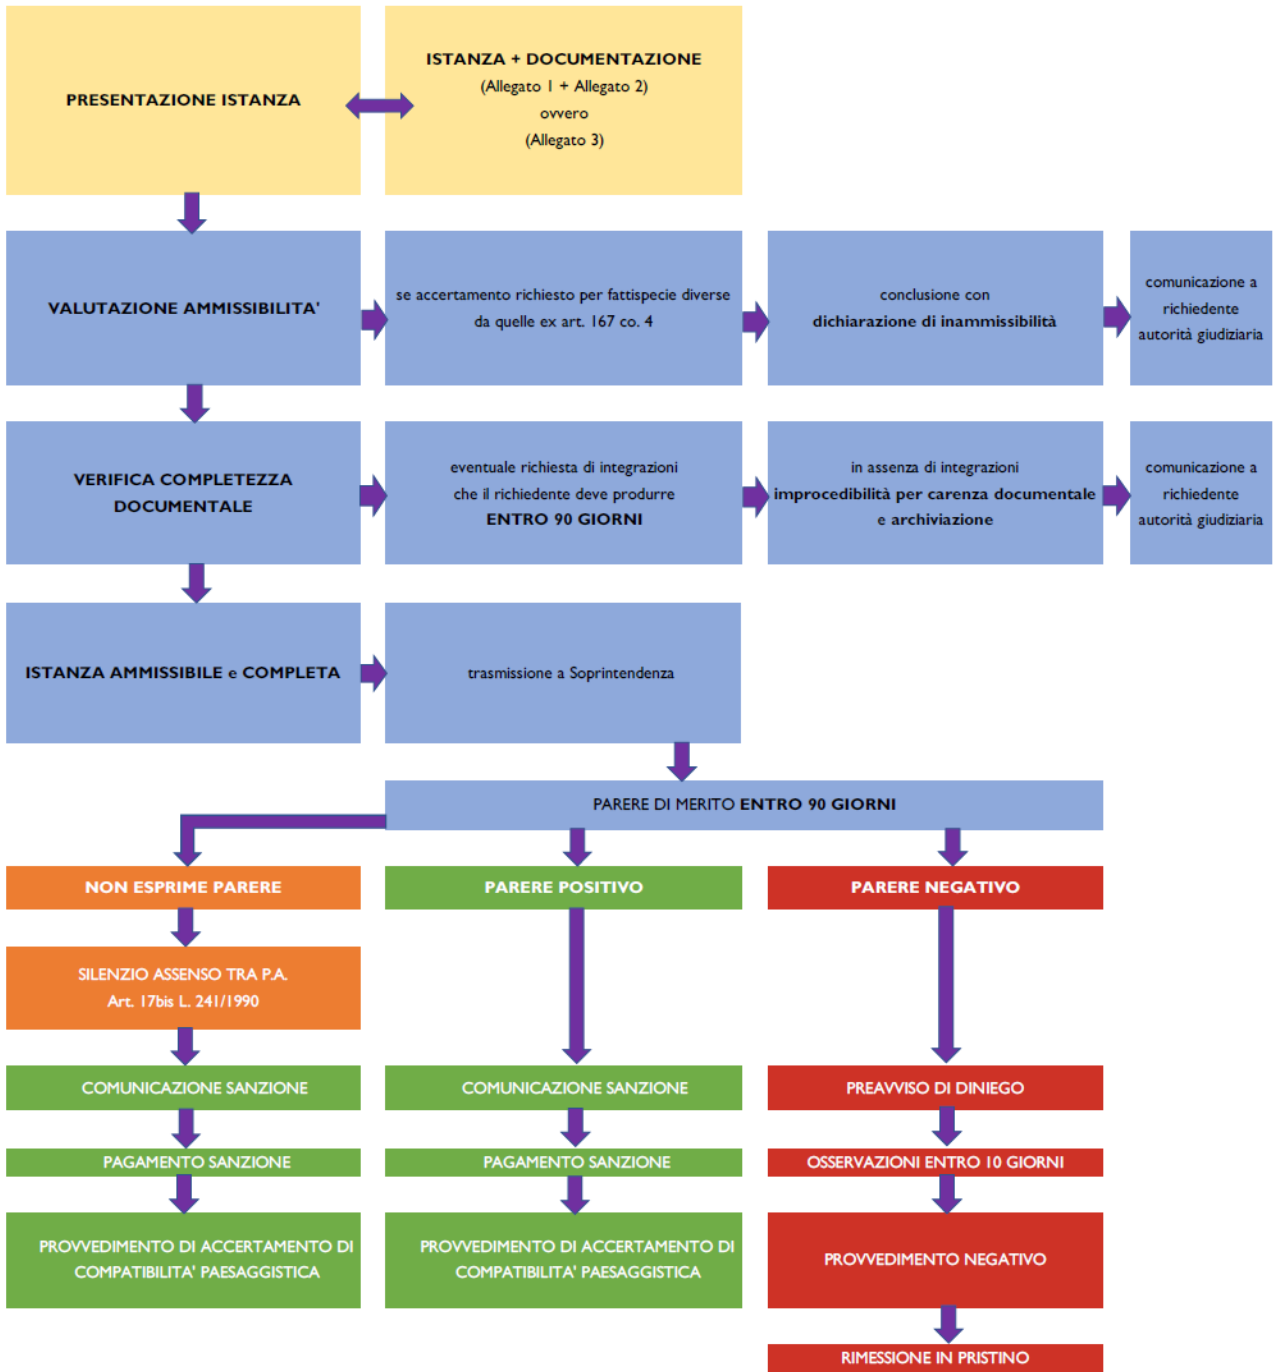 PRESENTAZIONE ISTANZA
ISTANZA + DOCUMENTAZIONE
(Allegato 1 + Allegato 2)
ovvero
(Allegato 3)
VALUTAZIONE AMMISSIBILITA'
se accertamento richiesto per fattispecie diverse
da quelle ex art. 167 co. 4
conclusione con
dichiarazione di inammissibilità
comunicazione a
richiedente
autorità giudiziaria
VERIFICA COMPLETEZZA
DOCUMENTALE
eventuale richiesta di integrazioni
che il richiedente deve produrre
ENTRO 90 GIORNI
in assenza di integrazioni
improcedibilità per carenza documentale
e archiviazione
comunicazione a
richiedente
autorità giudiziaria
ISTANZA AMMISSIBILE e COMPLETA
trasmissione a Soprintendenza
PARERE DI MERITO ENTRO 90 GIORNI
NON ESPRIME PARERE
PARERE POSITIVO
PARERE NEGATIVO
SILENZIO ASSENSO TRA P.A.
Art. 17bis L. 241/1990
COMUNICAZIONE SANZIONE
COMUNICAZIONE SANZIONE
PREAVVISO DI DINIEGO
PAGAMENTO SANZIONE
PAGAMENTO SANZIONE
OSSERVAZIONI ENTRO 10 GIORNI
PROVVEDIMENTO DI ACCERTAMENTO DI
COMPATIBILITA' PAESAGGISTICA
PROVVEDIMENTO DI ACCERTAMENTO DI
COMPATIBILITA' PAESAGGISTICA
PROVVEDIMENTO NEGATIVO
RIMESSIONE IN PRISTINO